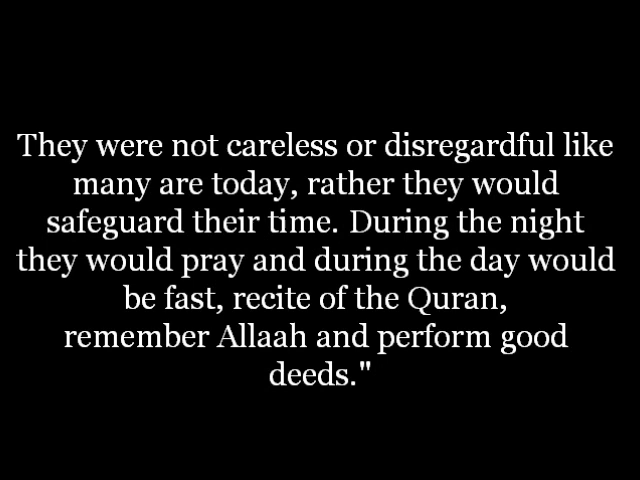 They were not careless or disregardful like
many are today, rather they would
safeguard their time. During the night
they would pray and during the day would
be fast, recite of the Quran,
remember Allaah and perform good
deeds."